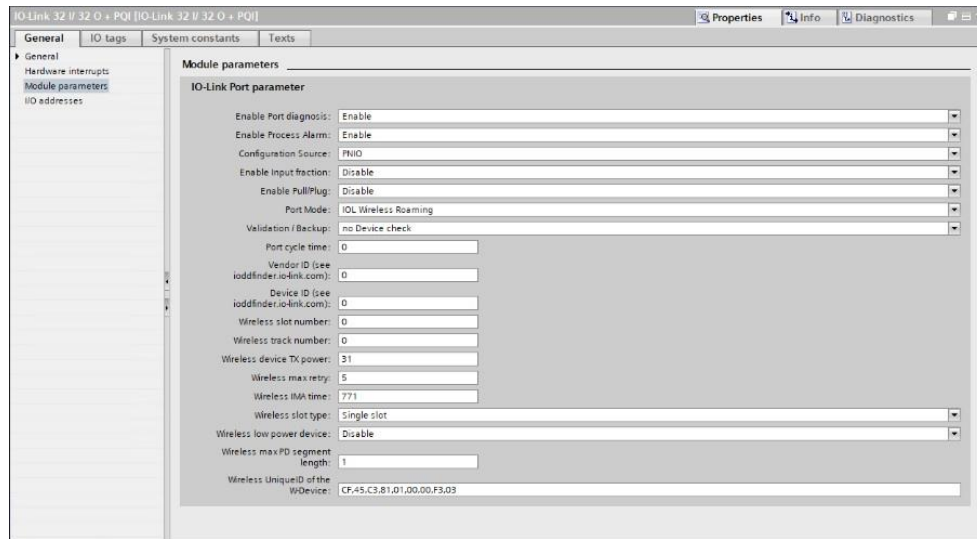 IO-Link 32 I/ 32 O + PQI [IO-Link 32 I/ 32 O + PQI]
Properties Info Diagnostics
General IO tags System constants Texts
General
Hardware interrupts
Module parameters
I/O addresses
Module parameters
IO-Link Port parameter
Enable Port diagnosis: Enable
Enable Process Alarm: Enable
Configuration Source: PNIO
Enable Input fraction: Disable
Enable Pull/Plug: Disable
Port Mode: IOL Wireless Roaming
Validation / Backup: no Device check
Port cycle time: 0
Vendor ID (see
ioddfinder.io-link.com): 0
Device ID (see
ioddfinder.io-link.com): 0
Wireless slot number: 0
Wireless track number: 0
Wireless device TX power: 31
Wireless max retry: 5
Wireless IMA time: 771
Wireless slot type: Single slot
Wireless low power device: Disable
Wireless max PD segment
length: 1
Wireless UniqueID of the
W-Device: CF,45,C3,81,01,00,00,F3,03